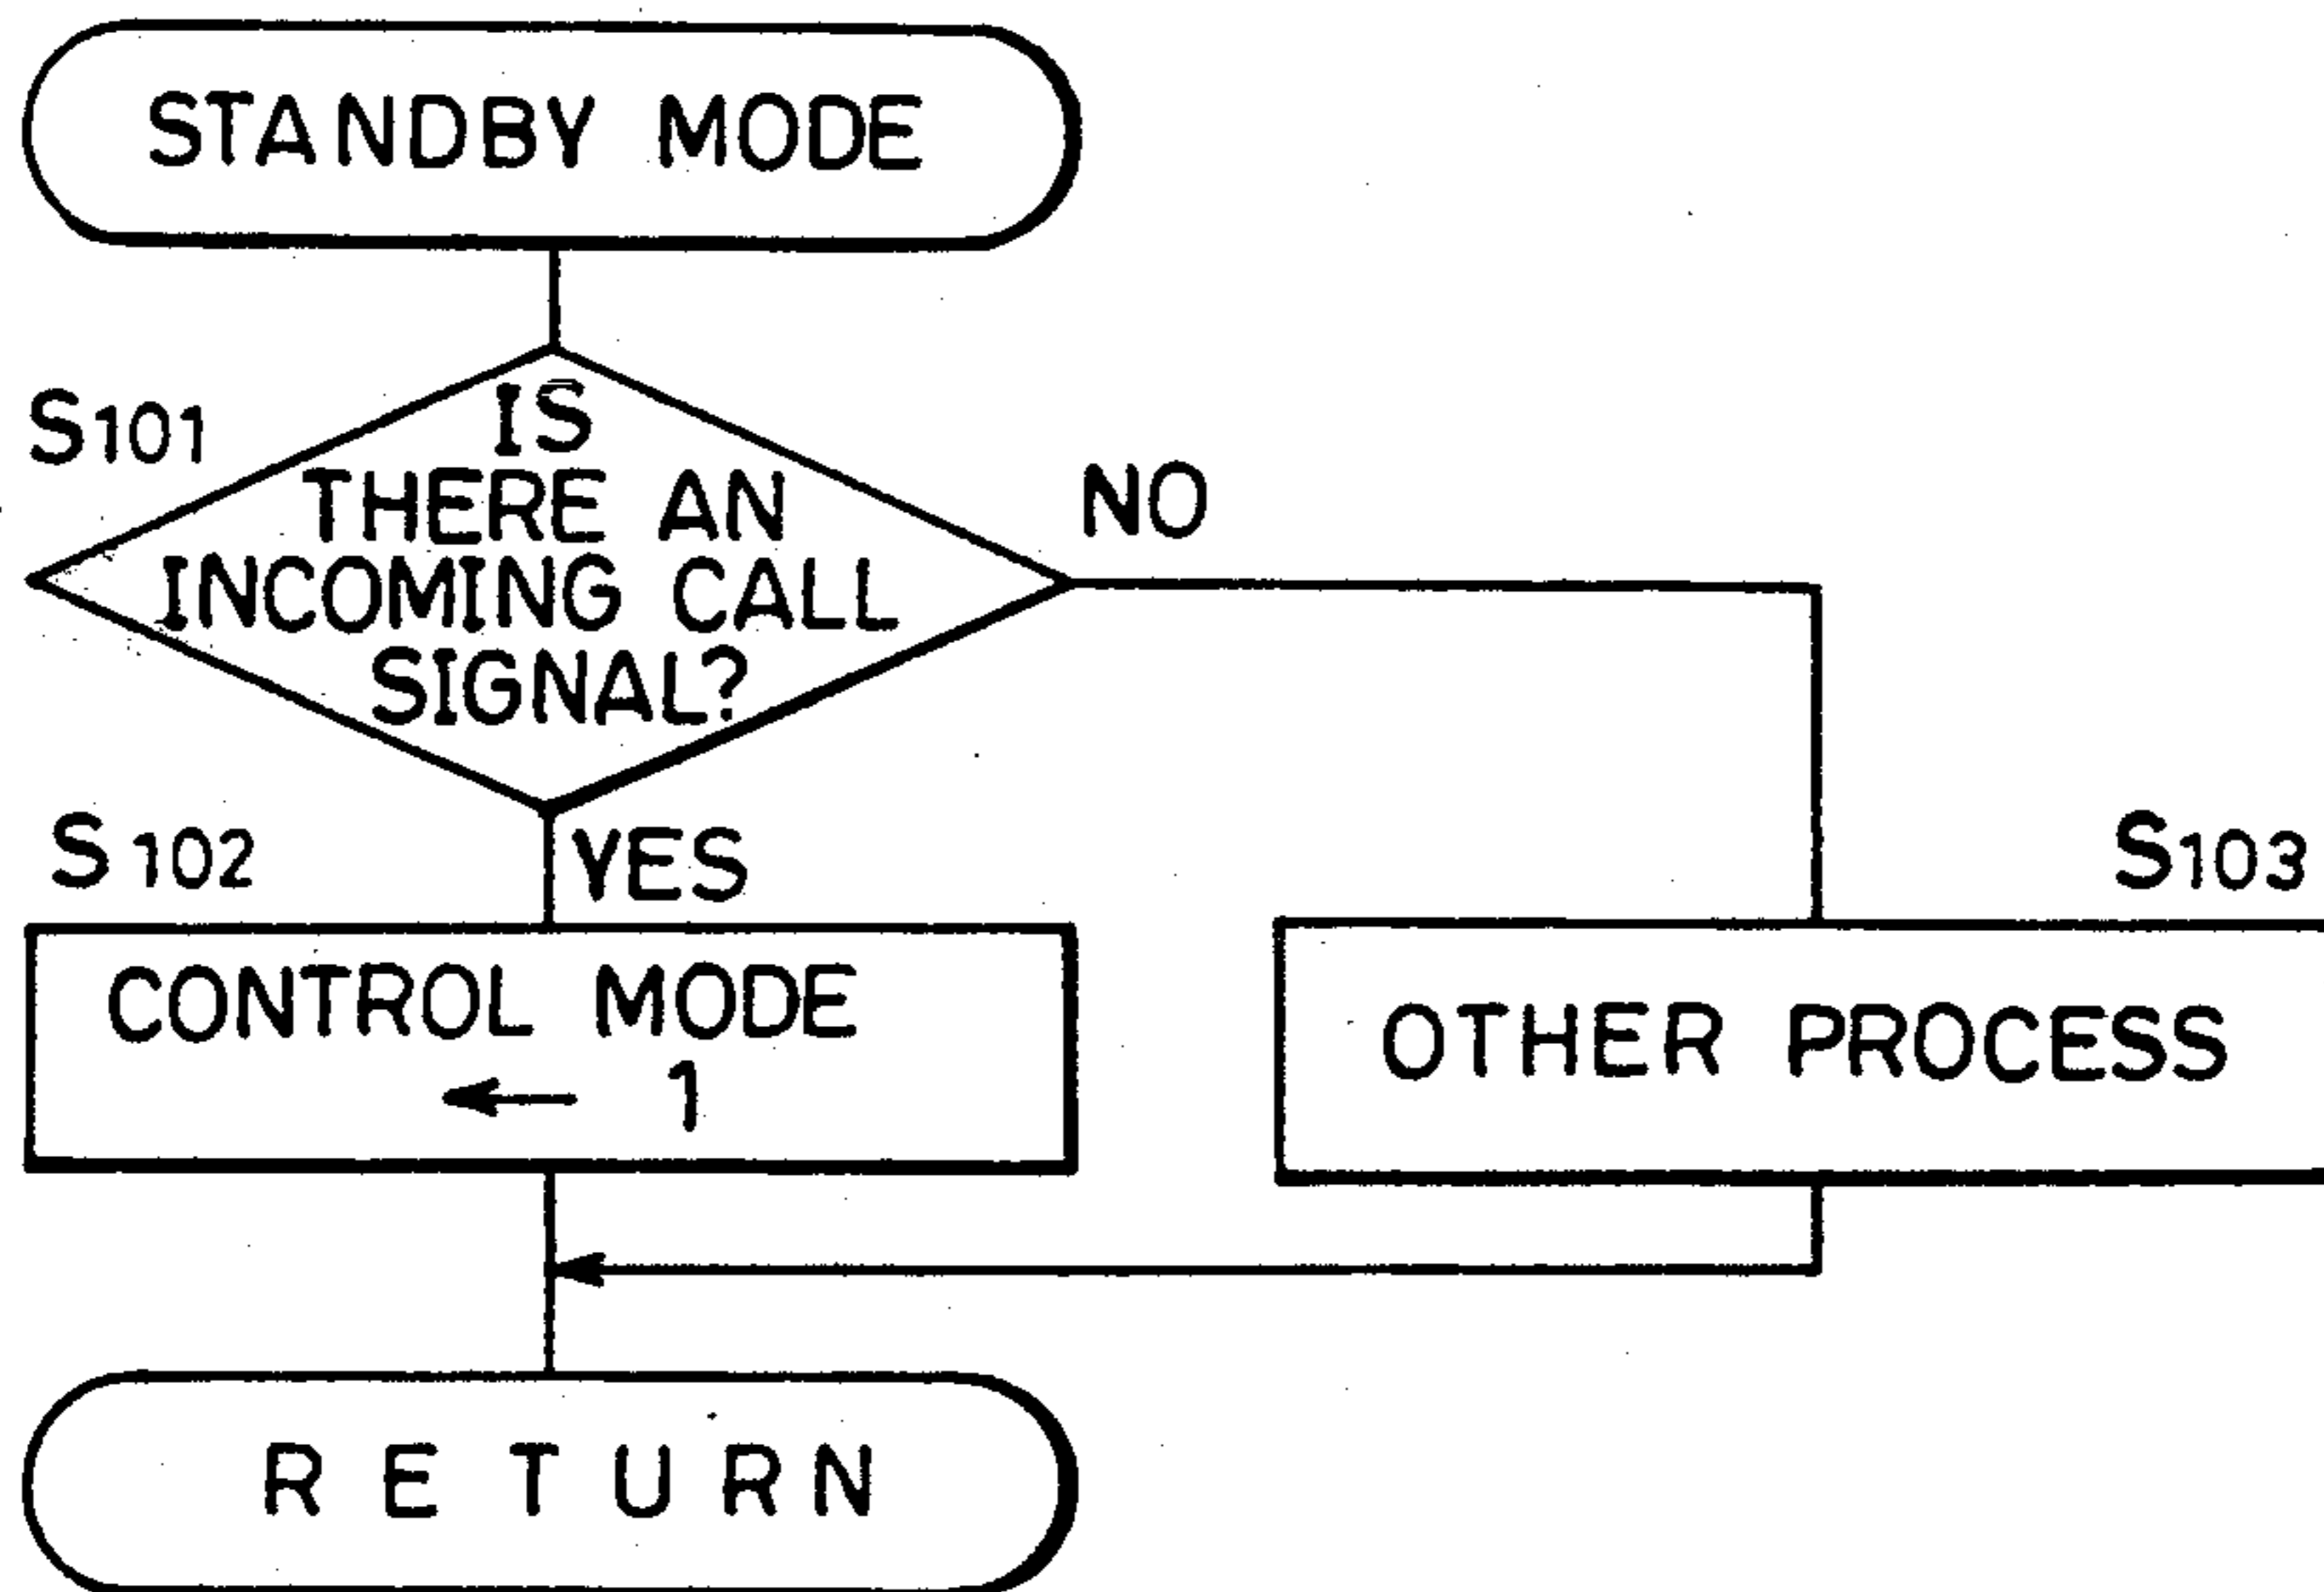 STANDBY MODE
S101
IS
THERE AN
INCOMING CALL
SIGNAL?
NO
S102
YES
S103
CONTROL MODE
← 1
OTHER PROCESS
RETURN